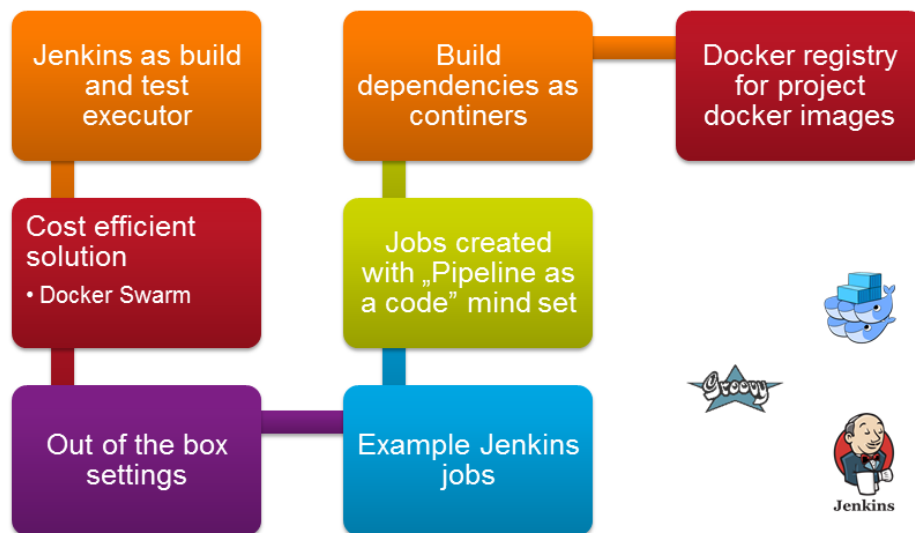 Jenkins as build
and test
executor
Cost efficient
solution
• Docker Swarm
Out of the box
settings
Example Jenkins
jobs
Jobs created
with „Pipeline as
a code” mind set
Build
dependencies as
continers
Docker registry
for project
docker images
Groovy
Jenkins